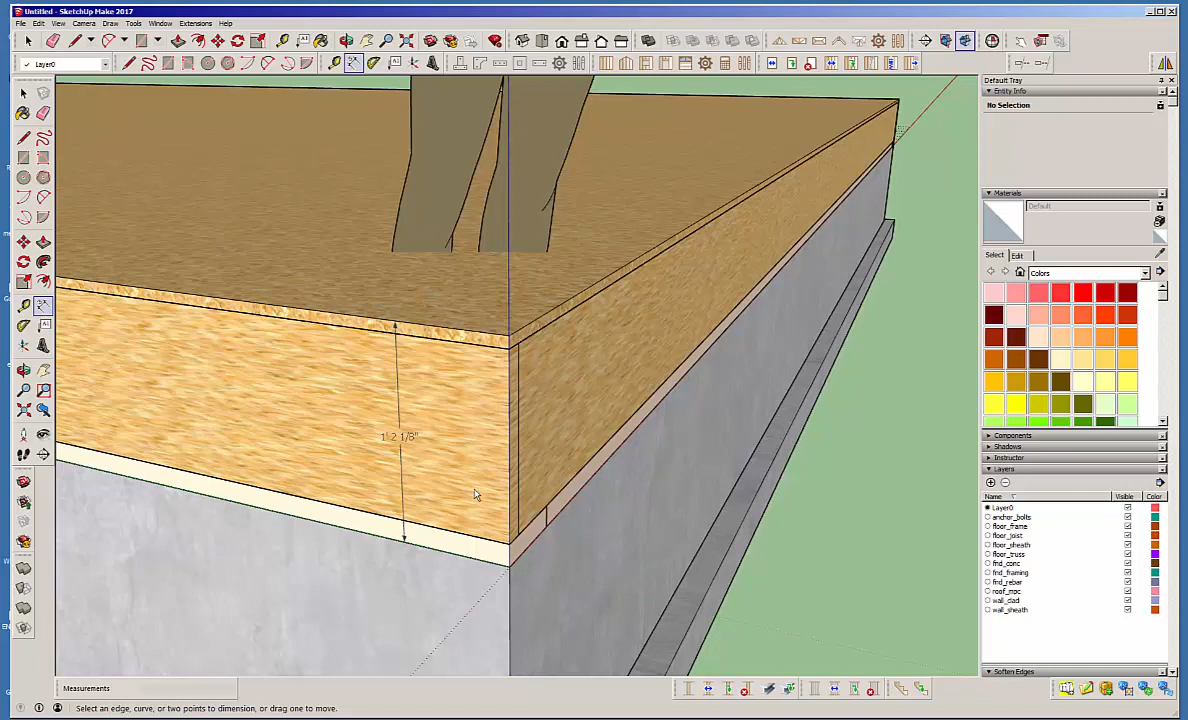 Untitled - SketchUp Make 2017
File Edit View Camera Draw Tools Window Extensions Help
Layer0
Default Tray
Entity Info
No Selection
Materials
Default
Select Edit
Colors
1' 2 1/8"
Components
Shadows
Instructor
Layers
Name Visible Color
Layer0
anchor_bolts
floor_frame
floor_joist
floor_sheath
floor_truss
fnd_conc
fnd_framing
fnd_rebar
roof_mpc
wall_clad
wall_sheath
Soften Edges
Measurements
Select an edge, curve, or two points to dimension, or drag one to move.